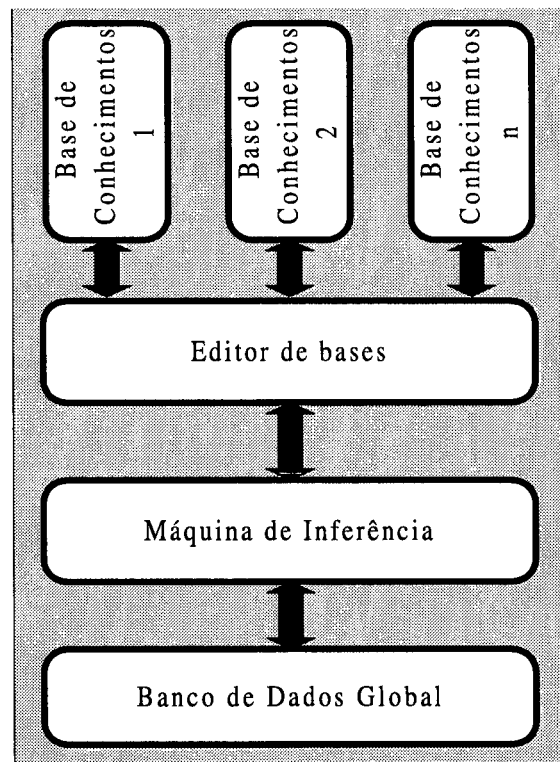 Base de
Conhecimentos
1
Base de
Conhecimentos
2
Base de
Conhecimentos
n
Editor de bases
Máquina de Inferência
Banco de Dados Global